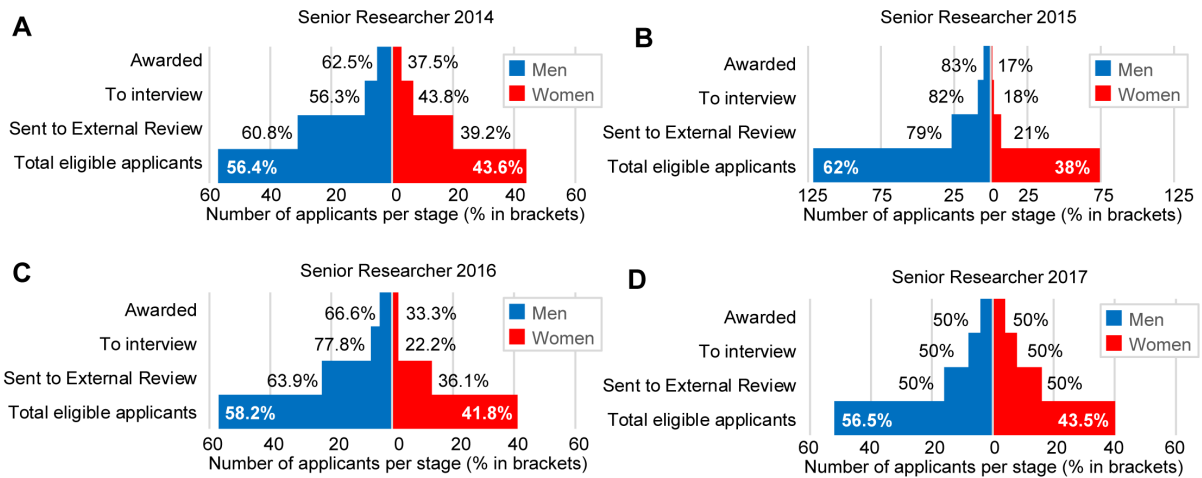 A
Senior Researcher 2014
Awarded
62.5% 37.5%
Men
To interview
56.3% 43.8%
Women
Sent to External Review
60.8% 39.2%
Total eligible applicants
56.4% 43.6%
60 40 20 0 20 40 60
Number of applicants per stage (% in brackets)
B
Senior Researcher 2015
Awarded
83% 17%
Men
To interview
82% 18%
Women
Sent to External Review
79% 21%
Total eligible applicants
62% 38%
125 75 25 0 25 75 125
Number of applicants per stage (% in brackets)
C
Senior Researcher 2016
Awarded
66.6% 33.3%
Men
To interview
77.8% 22.2%
Women
Sent to External Review
63.9% 36.1%
Total eligible applicants
58.2% 41.8%
60 40 20 0 20 40 60
Number of applicants per stage (% in brackets)
D
Senior Researcher 2017
Awarded
50% 50%
Men
To interview
50% 50%
Women
Sent to External Review
50% 50%
Total eligible applicants
56.5% 43.5%
60 40 20 0 20 40 60
Number of applicants per stage (% in brackets)